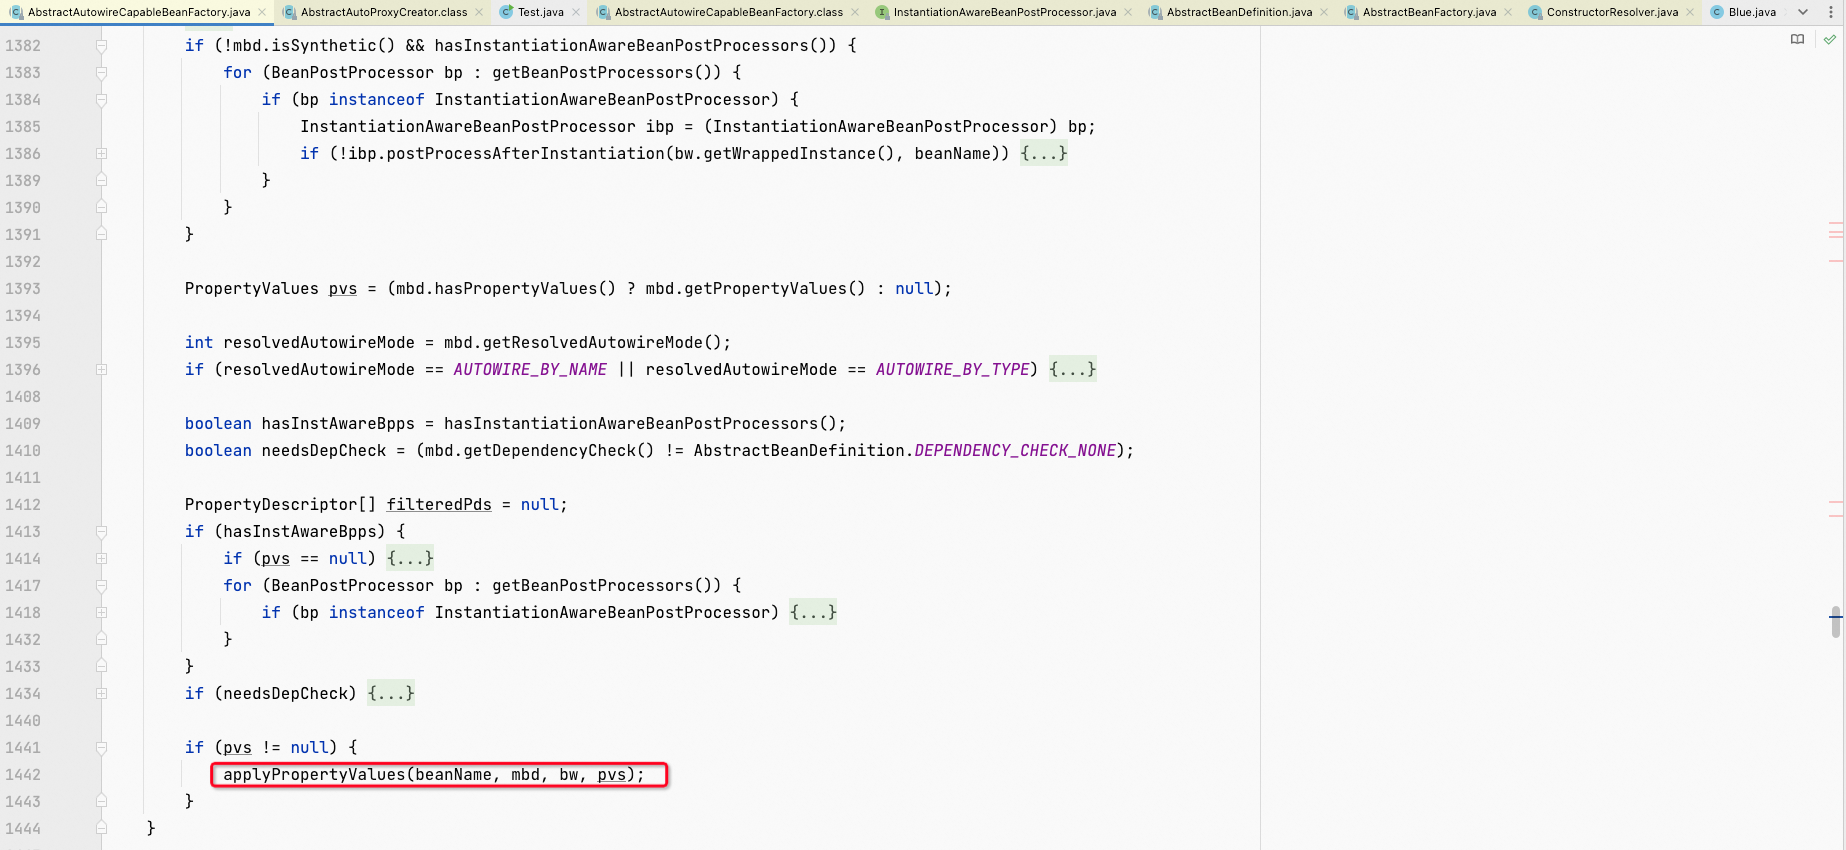 AbstractAutowireCapableBeanFactory.java AbstractAutoProxyCreator.class Test.java AbstractAutowireCapableBeanFactory.class InstantiationAwareBeanPostProcessor.java AbstractBeanDefinition.java AbstractBeanFactory.java ConstructorResolver.java Blue.java
1382 if (!mbd.isSynthetic() && hasInstantiationAwareBeanPostProcessors()) {
1383 for (BeanPostProcessor bp : getBeanPostProcessors()) {
1384 if (bp instanceof InstantiationAwareBeanPostProcessor) {
1385 InstantiationAwareBeanPostProcessor ibp = (InstantiationAwareBeanPostProcessor) bp;
1386 if (!ibp.postProcessAfterInstantiation(bw.getWrappedInstance(), beanName)) {...}
1389 }
1390 }
1391 }
1392
1393 PropertyValues pvs = (mbd.hasPropertyValues() ? mbd.getPropertyValues() : null);
1394
1395 int resolvedAutowireMode = mbd.getResolvedAutowireMode();
1396 if (resolvedAutowireMode == AUTOWIRE_BY_NAME || resolvedAutowireMode == AUTOWIRE_BY_TYPE) {...}
1408
1409 boolean hasInstAwareBpps = hasInstantiationAwareBeanPostProcessors();
1410 boolean needsDepCheck = (mbd.getDependencyCheck() != AbstractBeanDefinition.DEPENDENCY_CHECK_NONE);
1411
1412 PropertyDescriptor[] filteredPds = null;
1413 if (hasInstAwareBpps) {
1414 if (pvs == null) {...}
1417 for (BeanPostProcessor bp : getBeanPostProcessors()) {
1418 if (bp instanceof InstantiationAwareBeanPostProcessor) {...}
1432 }
1433 }
1434 if (needsDepCheck) {...}
1440
1441 if (pvs != null) {
1442 applyPropertyValues(beanName, mbd, bw, pvs);
1443 }
1444 }